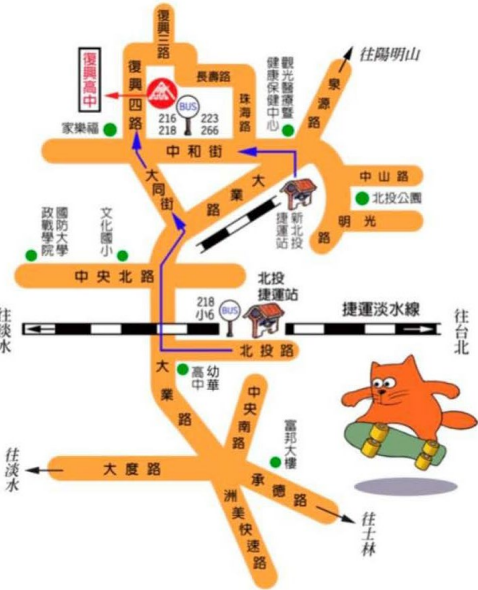 復興三路
往陽明山
復興高中
復興四路
長壽路
觀光醫療暨
健康保健中心
泉源路
BUS
216
218
223
266
珠海路
家樂福
中和街
中山路
北投公園
大同街
大業路
新北投
捷運站
明光路
國防大學
政戰學院
文化國小
中央北路
北投
捷運站
218
小6
BUS
捷運淡水線
往淡水
往台北
北投路
幼華
高中
大業路
中央南路
富邦大樓
往淡水
大度路
承德路
洲美快速路
往士林